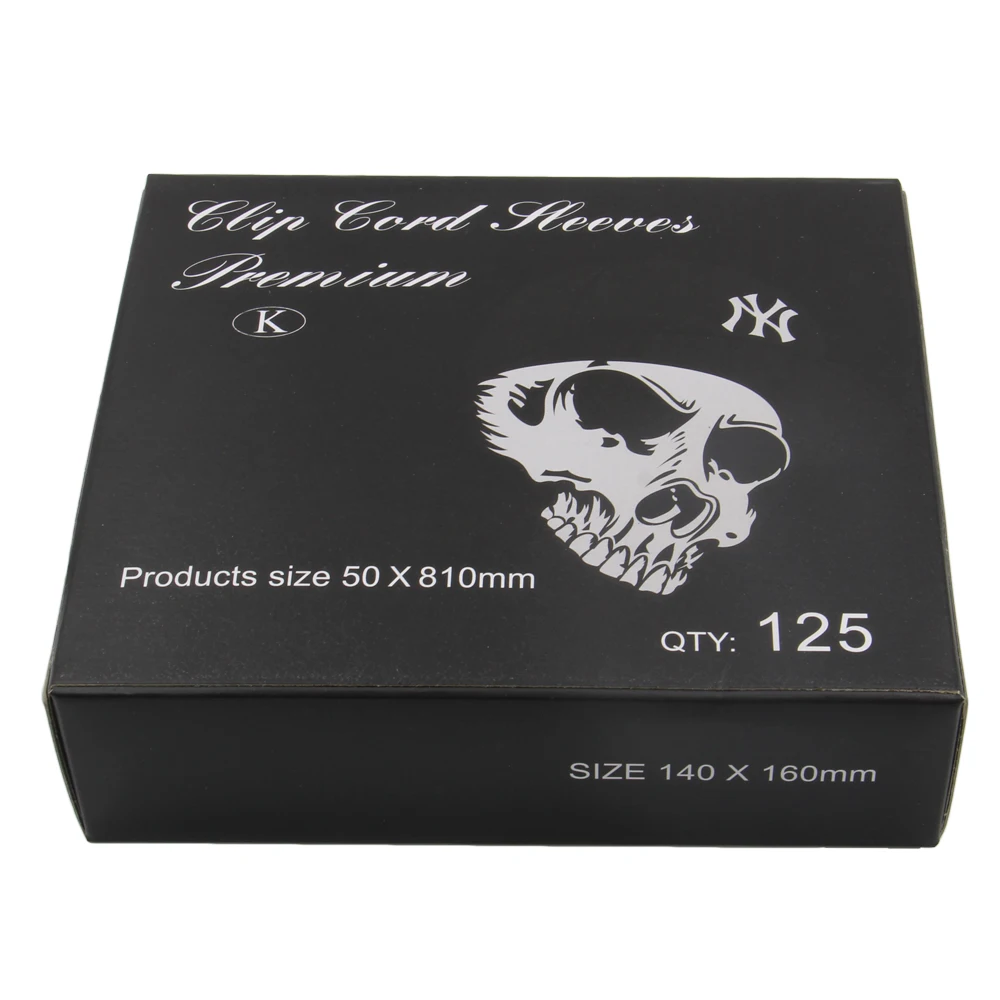 Clip Cord Sleeves
Premium
K
NY
Products size 50 X 810mm
QTY: 125
SIZE 140 X 160mm